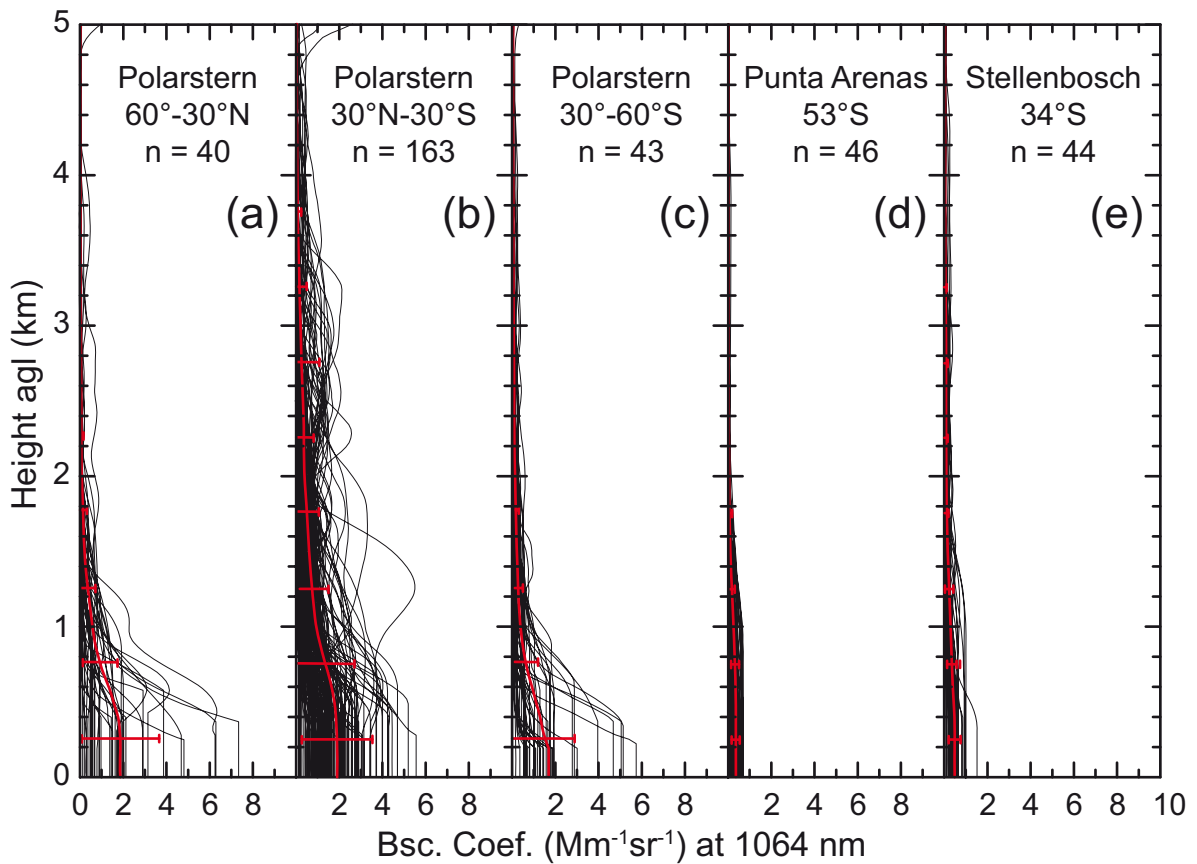 5
4
3
2
1
0
Height agl (km)
Polarstern
60°-30°N
n = 40
(a)
Polarstern
30°N-30°S
n = 163
(b)
Polarstern
30°-60°S
n = 43
(c)
Punta Arenas
53°S
n = 46
(d)
Stellenbosch
34°S
n = 44
(e)
0 2 4 6 8 2 4 6 8 2 4 6 8 2 4 6 8 2 4 6 8 10
Bsc. Coef. (Mm⁻¹sr⁻¹) at 1064 nm